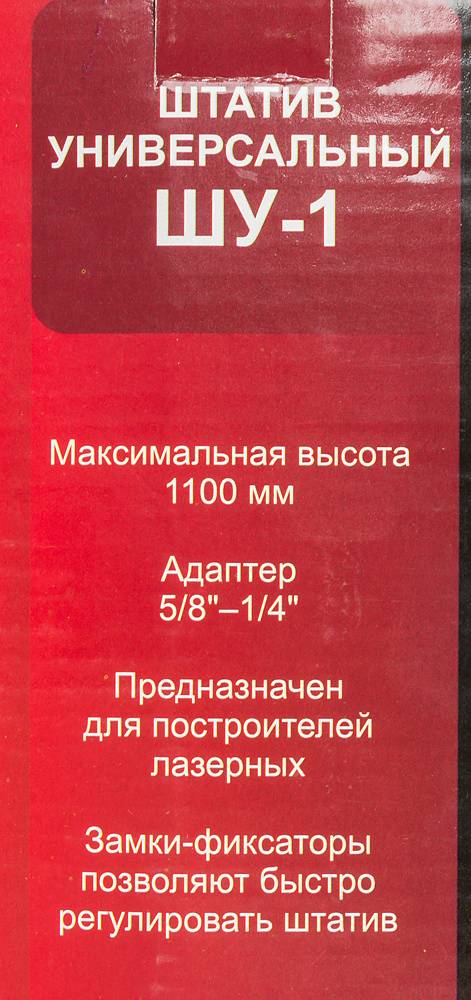 ШТАТИВ
УНИВЕРСАЛЬНЫЙ
ШУ-1
Максимальная высота
1100 мм
Адаптер
5/8"–1/4"
Предназначен
для построителей
лазерных
Замки-фиксаторы
позволяют быстро
регулировать штатив